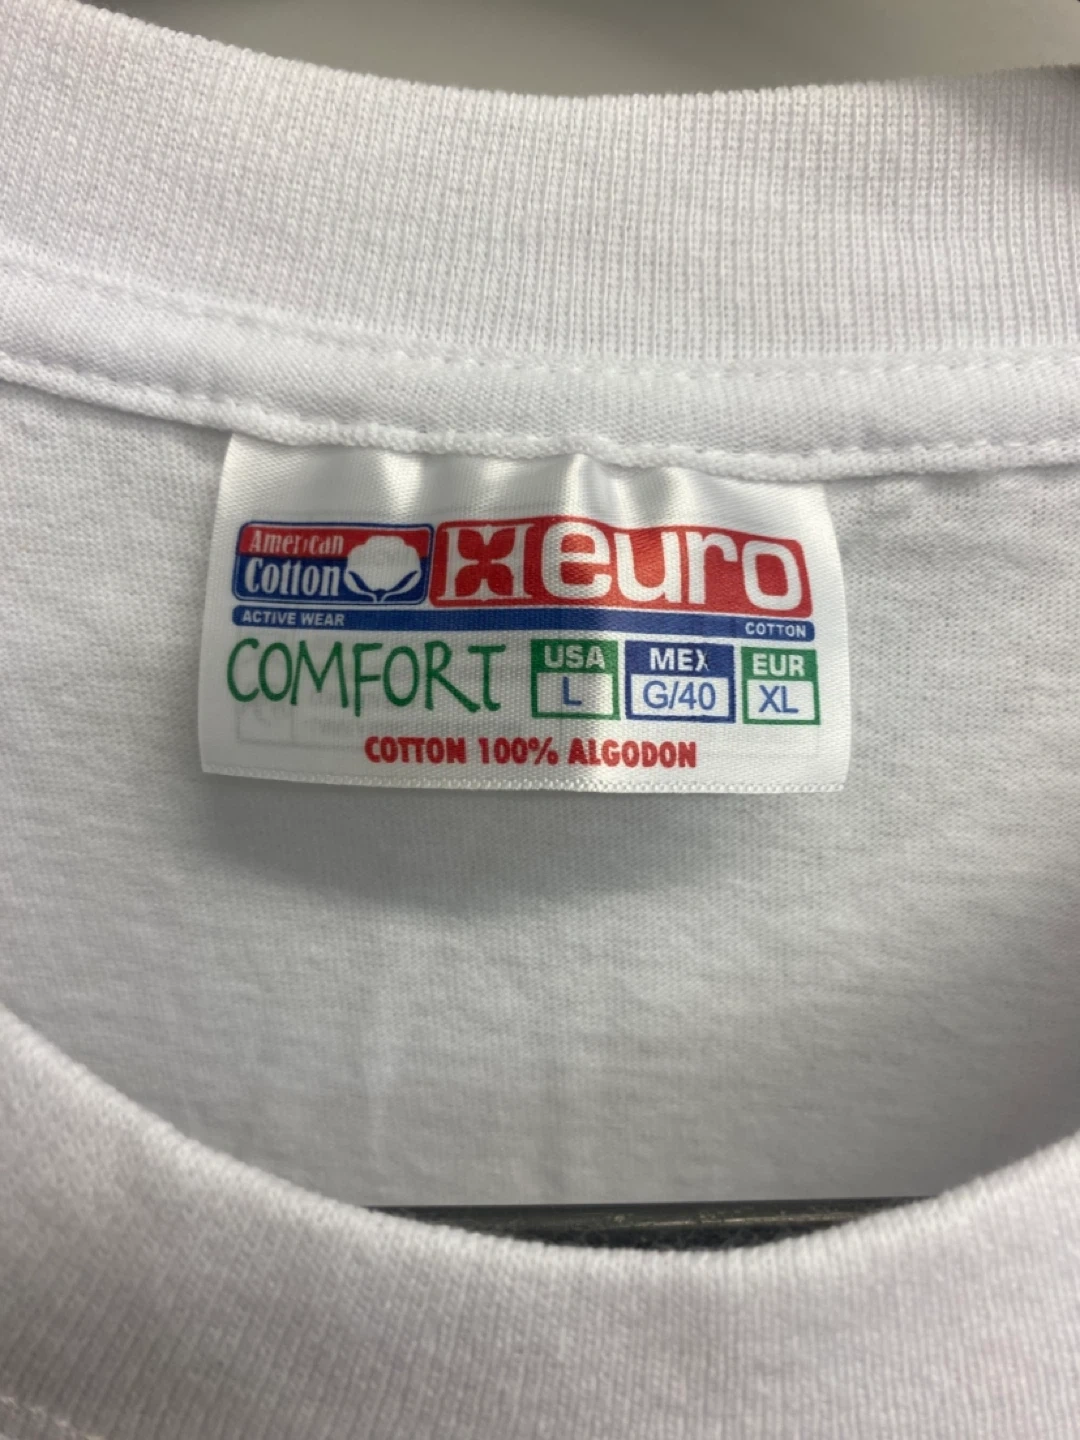 American
Cotton
euro
ACTIVE WEAR
COTTON
COMFORT
USA
L
MEX
G/40
EUR
XL
COTTON 100% ALGODON